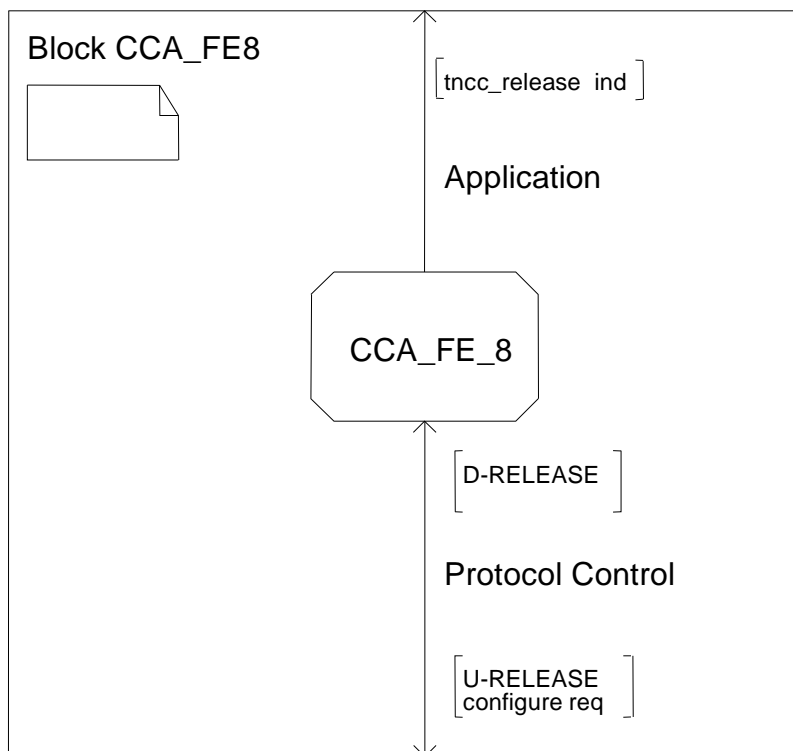 Block CCA_FE8
[tncc_release ind]
Application
CCA_FE_8
[D-RELEASE]
Protocol Control
[U-RELEASE
configure req]